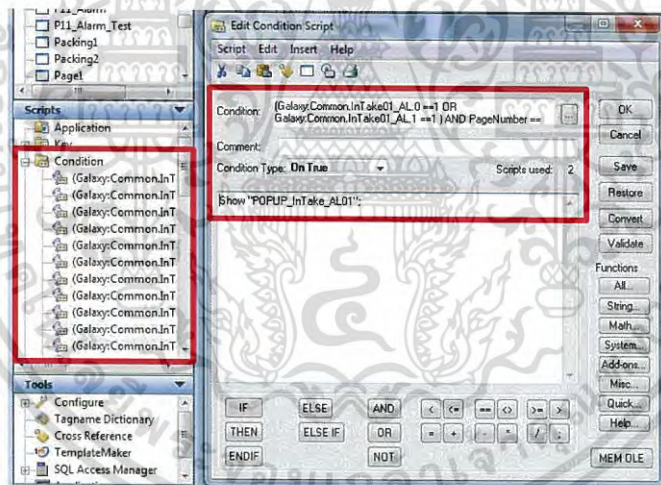 P11_Alarm
P11_Alarm_Test
Packing1
Packing2
Page1
Scripts
Application
Key
Condition
(Galaxy:Common.InT
(Galaxy:Common.InT
(Galaxy:Common.InT
(Galaxy:Common.InT
(Galaxy:Common.InT
(Galaxy:Common.InT
(Galaxy:Common.InT
(Galaxy:Common.InT
(Galaxy:Common.InT
Tools
Configure
Tagname Dictionary
Cross Reference
TemplateMaker
SQL Access Manager
Edit Condition Script
Script Edit Insert Help
Condition: (Galaxy:Common.InTake01_AL.0 ==1 OR
Galaxy:Common.InTake01_AL.1 ==1 ) AND PageNumber ==
...
Comment:
Condition Type: On True
Scripts used: 2
Show "POPUP_InTake_AL01";
OK
Cancel
Save
Restore
Convert
Validate
Functions
All...
String...
Math...
System...
Add-ons...
Misc...
Quick...
Help...
MEM OLE
IF ELSE AND < <= == <> >= >
THEN ELSE IF OR = + - * / ;
ENDIF NOT